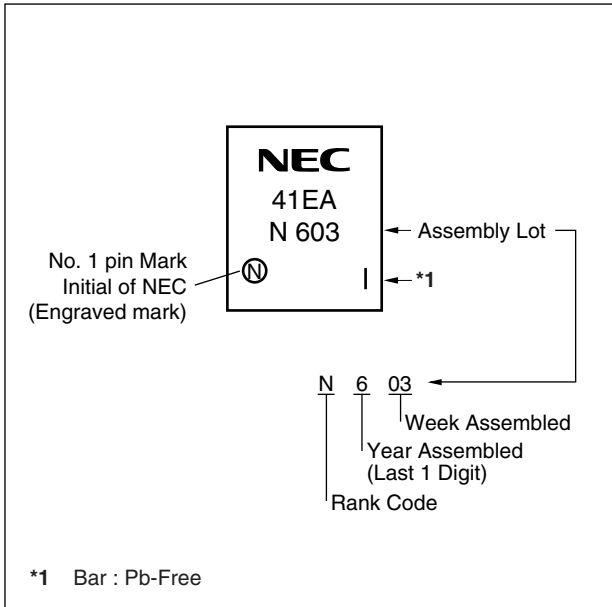 NEC
41EA
N 603
Assembly Lot
No. 1 pin Mark
Initial of NEC
(Engraved mark)
N
*1
N 6 03
Week Assembled
Year Assembled
(Last 1 Digit)
Rank Code
*1 Bar : Pb-Free